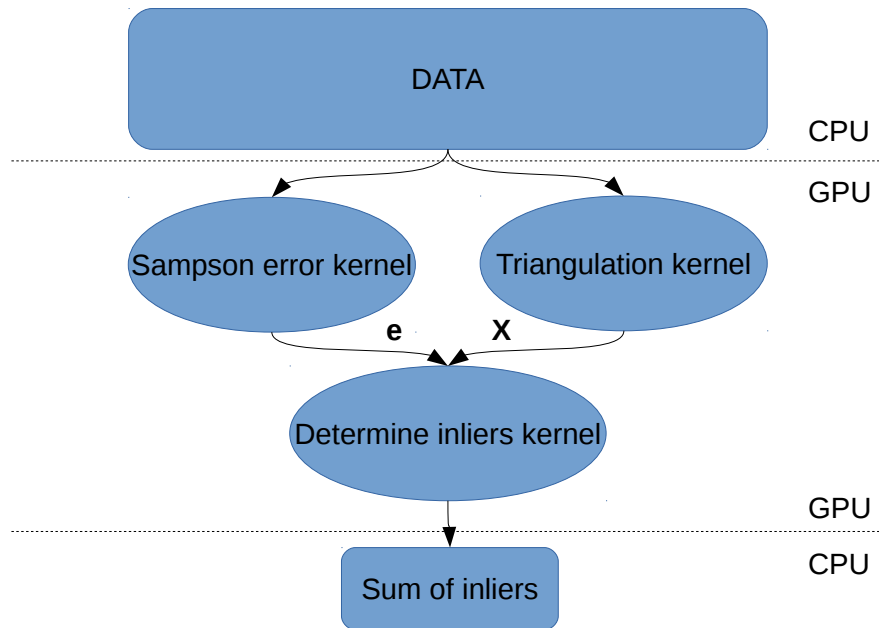 DATA
CPU
GPU
Sampson error kernel
Triangulation kernel
e
X
Determine inliers kernel
GPU
CPU
Sum of inliers